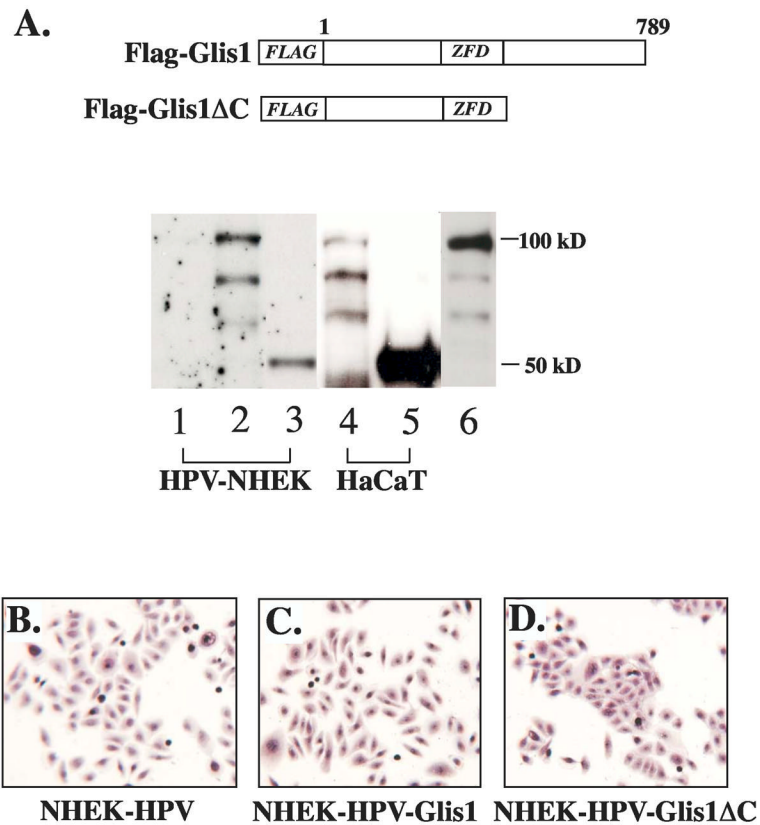 A.
1 789
Flag-Glis1 FLAG ZFD
Flag-Glis1ΔC FLAG ZFD
100 kD
50 kD
1 2 3 4 5 6
HPV-NHEK HaCaT
B. C. D.
NHEK-HPV NHEK-HPV-Glis1 NHEK-HPV-Glis1ΔC